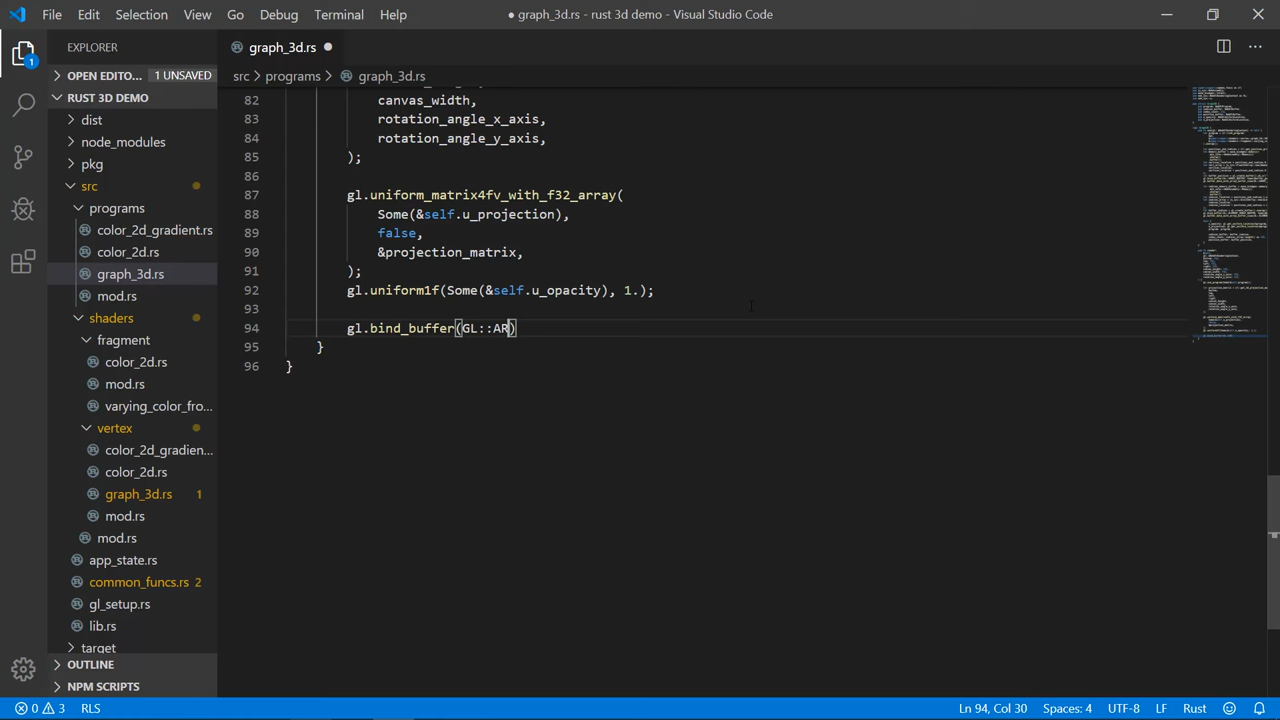 File Edit Selection View Go Debug Terminal Help
● graph_3d.rs - rust 3d demo - Visual Studio Code
EXPLORER
graph_3d.rs
1
OPEN EDITO... 1 UNSAVED
src > programs > graph_3d.rs
RUST 3D DEMO
dist
node_modules
pkg
src
programs
color_2d_gradient.rs
color_2d.rs
graph_3d.rs
mod.rs
shaders
fragment
color_2d.rs
mod.rs
varying_color_fro...
vertex
color_2d_gradien...
color_2d.rs
graph_3d.rs 1
mod.rs
mod.rs
app_state.rs
common_funcs.rs 2
gl_setup.rs
lib.rs
target
OUTLINE
NPM SCRIPTS
82 canvas_width,
83 rotation_angle_x_axis,
84 rotation_angle_y_axis,
85 );
86
87 gl.uniform_matrix4fv_with_f32_array(
88 Some(&self.u_projection),
89 false,
90 &projection_matrix,
91 );
92 gl.uniform1f(Some(&self.u_opacity), 1.);
93
94 gl.bind_buffer(GL::AR)
95 }
96 }
0 3 RLS
Ln 94, Col 30 Spaces: 4 UTF-8 LF Rust